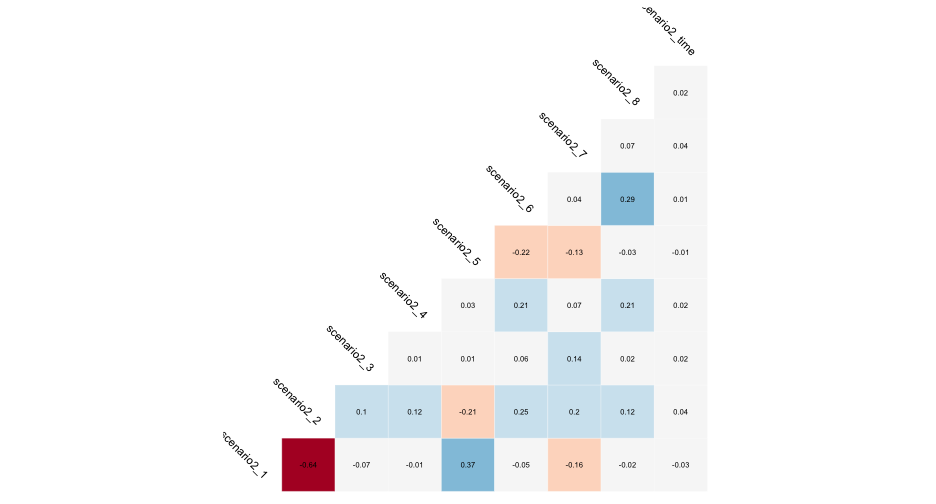 cenario2_time
scenario2_8
0.02
scenario2_7
0.07 0.04
scenario2_6
0.04 0.29 0.01
scenario2_5
-0.22 -0.13 -0.03 -0.01
scenario2_4
0.03 0.21 0.07 0.21 0.02
scenario2_3
0.01 0.01 0.06 0.14 0.02 0.02
scenario2_2
0.1 0.12 -0.21 0.25 0.2 0.12 0.04
cenario2_1
-0.64 -0.07 -0.01 0.37 -0.05 -0.16 -0.02 -0.03